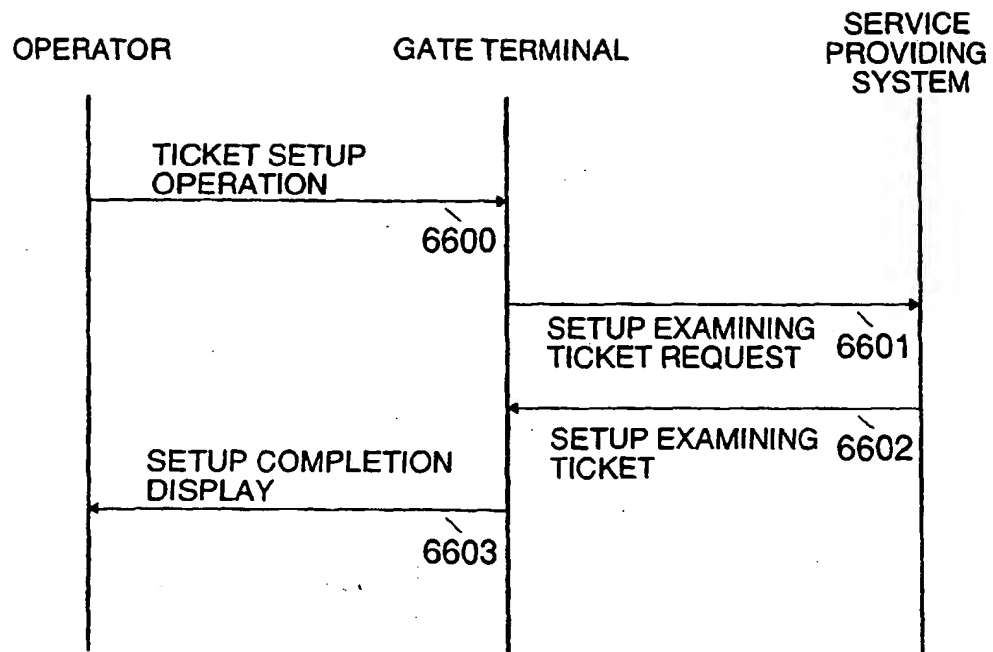 OPERATOR
GATE TERMINAL
SERVICE
PROVIDING
SYSTEM
TICKET SETUP
OPERATION
6600
SETUP EXAMINING
TICKET REQUEST
6601
SETUP EXAMINING
TICKET
6602
SETUP COMPLETION
DISPLAY
6603